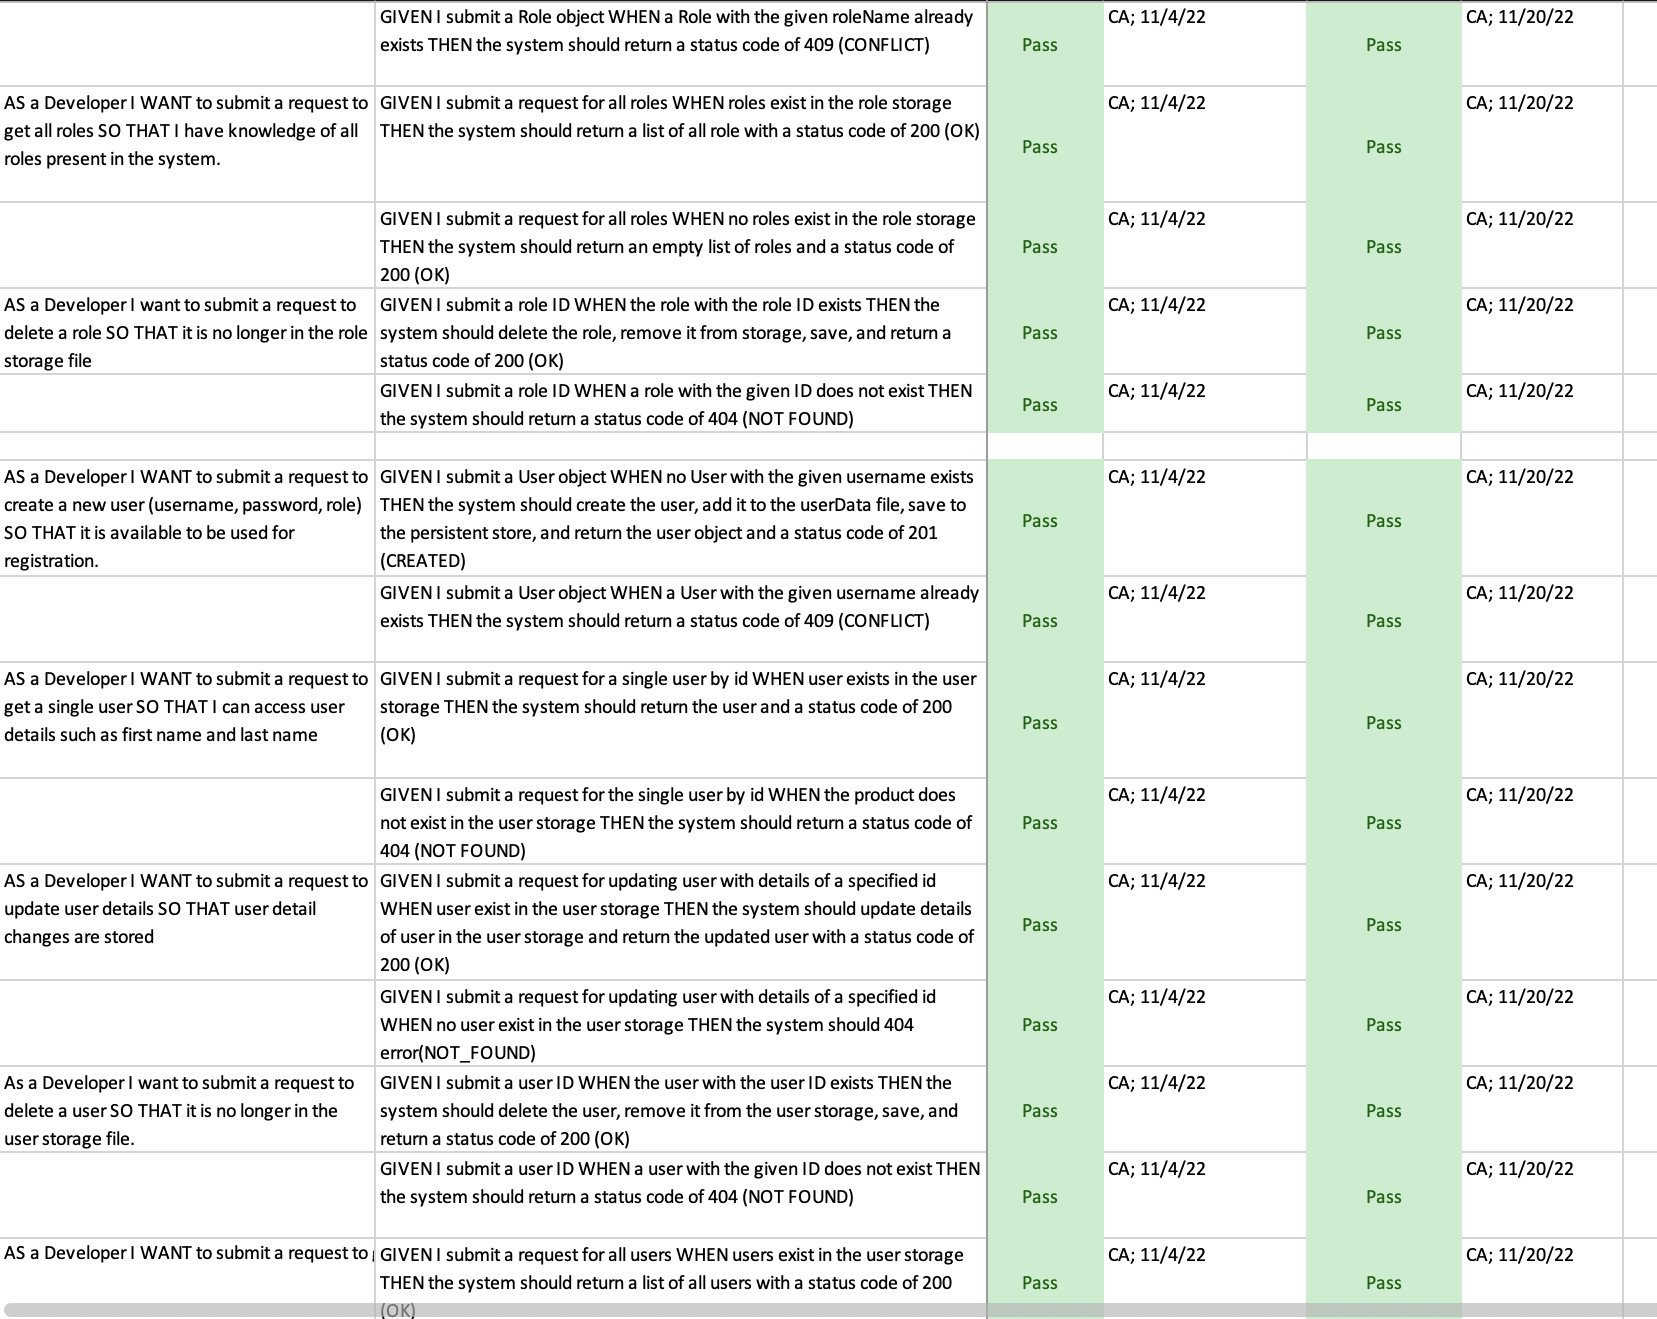 GIVEN I submit a Role object WHEN a Role with the given roleName already
exists THEN the system should return a status code of 409 (CONFLICT)
Pass
CA; 11/4/22
Pass
CA; 11/20/22
AS a Developer I WANT to submit a request to
get all roles SO THAT I have knowledge of all
roles present in the system.
GIVEN I submit a request for all roles WHEN roles exist in the role storage
THEN the system should return a list of all role with a status code of 200 (OK)
Pass
CA; 11/4/22
Pass
CA; 11/20/22
GIVEN I submit a request for all roles WHEN no roles exist in the role storage
THEN the system should return an empty list of roles and a status code of
200 (OK)
Pass
CA; 11/4/22
Pass
CA; 11/20/22
AS a Developer I want to submit a request to
delete a role SO THAT it is no longer in the role
storage file
GIVEN I submit a role ID WHEN the role with the role ID exists THEN the
system should delete the role, remove it from storage, save, and return a
status code of 200 (OK)
Pass
CA; 11/4/22
Pass
CA; 11/20/22
GIVEN I submit a role ID WHEN a role with the given ID does not exist THEN
the system should return a status code of 404 (NOT FOUND)
Pass
CA; 11/4/22
Pass
CA; 11/20/22
AS a Developer I WANT to submit a request to
create a new user (username, password, role)
SO THAT it is available to be used for
registration.
GIVEN I submit a User object WHEN no User with the given username exists
THEN the system should create the user, add it to the userData file, save to
the persistent store, and return the user object and a status code of 201
(CREATED)
Pass
CA; 11/4/22
Pass
CA; 11/20/22
GIVEN I submit a User object WHEN a User with the given username already
exists THEN the system should return a status code of 409 (CONFLICT)
Pass
CA; 11/4/22
Pass
CA; 11/20/22
AS a Developer I WANT to submit a request to
get a single user SO THAT I can access user
details such as first name and last name
GIVEN I submit a request for a single user by id WHEN user exists in the user
storage THEN the system should return the user and a status code of 200
(OK)
Pass
CA; 11/4/22
Pass
CA; 11/20/22
GIVEN I submit a request for the single user by id WHEN the product does
not exist in the user storage THEN the system should return a status code of
404 (NOT FOUND)
Pass
CA; 11/4/22
Pass
CA; 11/20/22
AS a Developer I WANT to submit a request to
update user details SO THAT user detail
changes are stored
GIVEN I submit a request for updating user with details of a specified id
WHEN user exist in the user storage THEN the system should update details
of user in the user storage and return the updated user with a status code of
200 (OK)
Pass
CA; 11/4/22
Pass
CA; 11/20/22
GIVEN I submit a request for updating user with details of a specified id
WHEN no user exist in the user storage THEN the system should 404
error(NOT_FOUND)
Pass
CA; 11/4/22
Pass
CA; 11/20/22
As a Developer I want to submit a request to
delete a user SO THAT it is no longer in the
user storage file.
GIVEN I submit a user ID WHEN the user with the user ID exists THEN the
system should delete the user, remove it from the user storage, save, and
return a status code of 200 (OK)
Pass
CA; 11/4/22
Pass
CA; 11/20/22
GIVEN I submit a user ID WHEN a user with the given ID does not exist THEN
the system should return a status code of 404 (NOT FOUND)
Pass
CA; 11/4/22
Pass
CA; 11/20/22
AS a Developer I WANT to submit a request to
GIVEN I submit a request for all users WHEN users exist in the user storage
THEN the system should return a list of all users with a status code of 200
(OK)
Pass
CA; 11/4/22
Pass
CA; 11/20/22